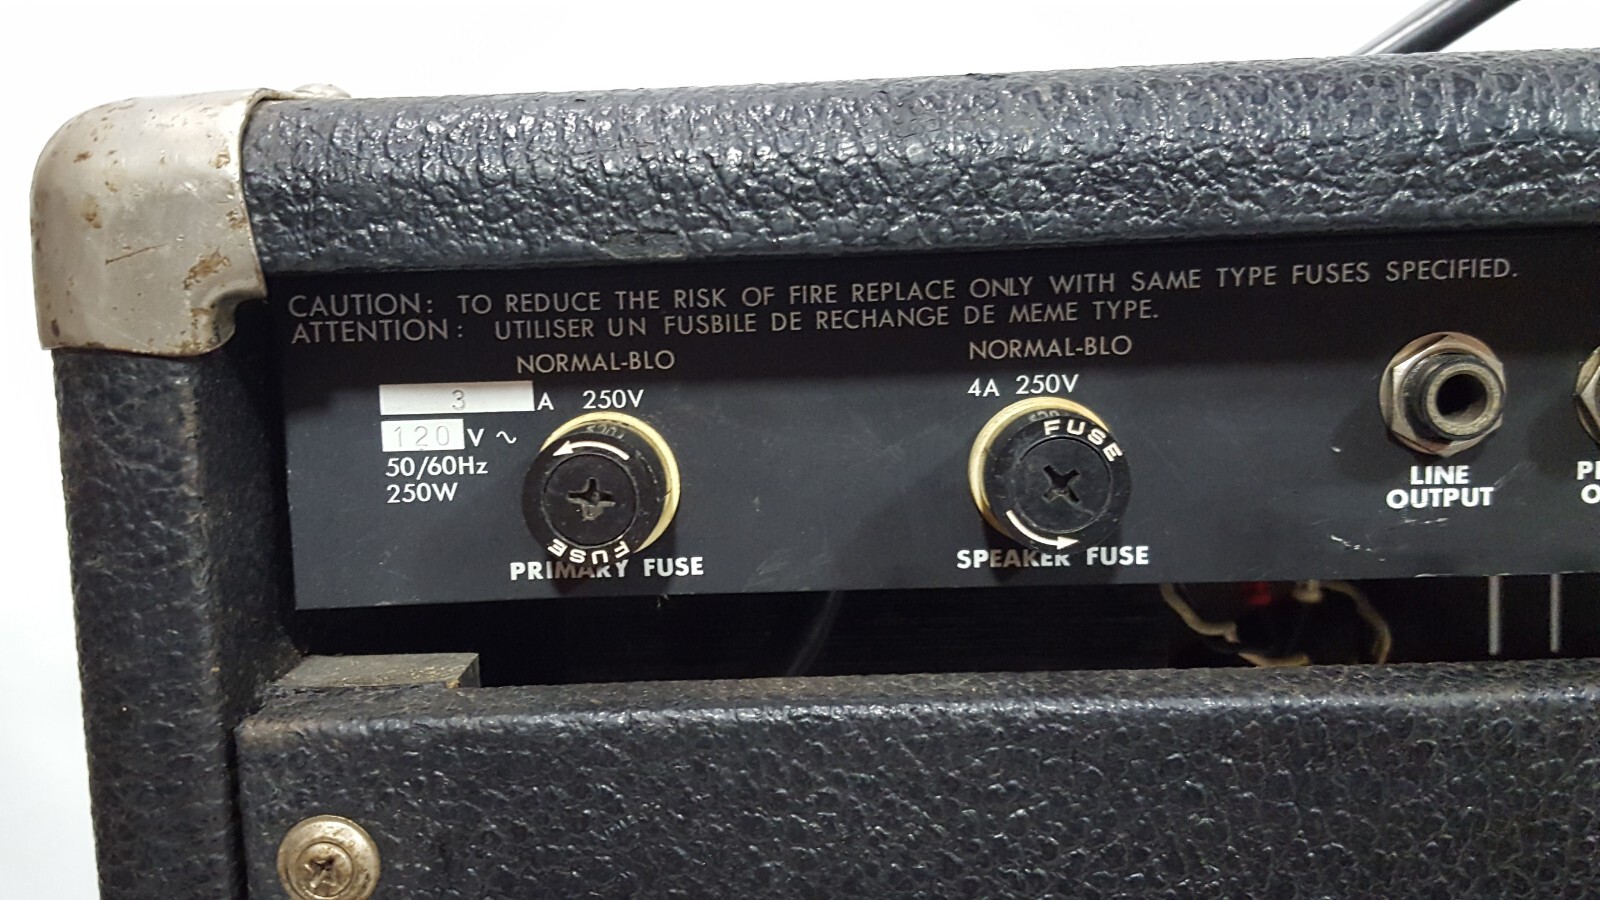 CAUTION: TO REDUCE THE RISK OF FIRE REPLACE ONLY WITH SAME TYPE FUSES SPECIFIED.
ATTENTION: UTILISER UN FUSBILE DE RECHANGE DE MEME TYPE.
NORMAL-BLO
3 A 250V
120 V ~
50/60Hz
250W
FUSE
PRIMARY FUSE
NORMAL-BLO
4A 250V
FUSE
SPEAKER FUSE
LINE
OUTPUT